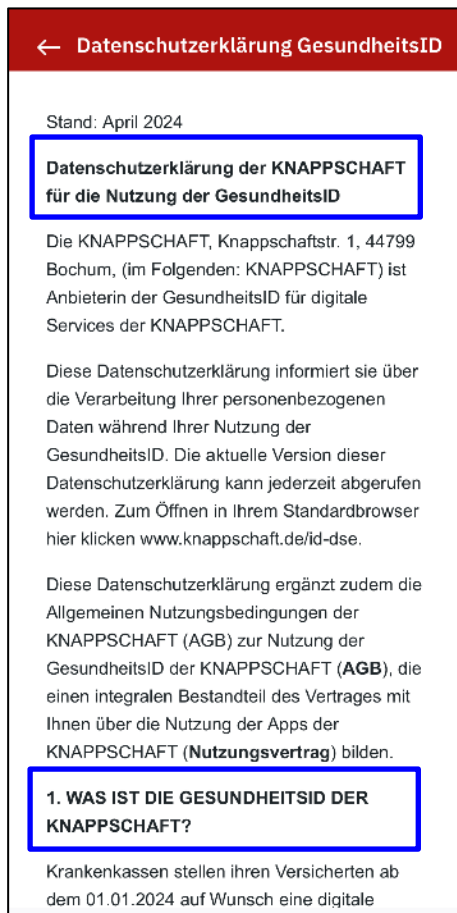 ← Datenschutzerklärung GesundheitsID
Stand: April 2024
Datenschutzerklärung der KNAPPSCHAFT
für die Nutzung der GesundheitsID
Die KNAPPSCHAFT, Knappschaftstr. 1, 44799
Bochum, (im Folgenden: KNAPPSCHAFT) ist
Anbieterin der GesundheitsID für digitale
Services der KNAPPSCHAFT.
Diese Datenschutzerklärung informiert sie über
die Verarbeitung Ihrer personenbezogenen
Daten während Ihrer Nutzung der
GesundheitsID. Die aktuelle Version dieser
Datenschutzerklärung kann jederzeit abgerufen
werden. Zum Öffnen in Ihrem Standardbrowser
hier klicken www.knappschaft.de/id-dse.
Diese Datenschutzerklärung ergänzt zudem die
Allgemeinen Nutzungsbedingungen der
KNAPPSCHAFT (AGB) zur Nutzung der
GesundheitsID der KNAPPSCHAFT (AGB), die
einen integralen Bestandteil des Vertrages mit
Ihnen über die Nutzung der Apps der
KNAPPSCHAFT (Nutzungsvertrag) bilden.
1. WAS IST DIE GESUNDHEITSID DER
KNAPPSCHAFT?
Krankenkassen stellen ihren Versicherten ab
dem 01.01.2024 auf Wunsch eine digitale